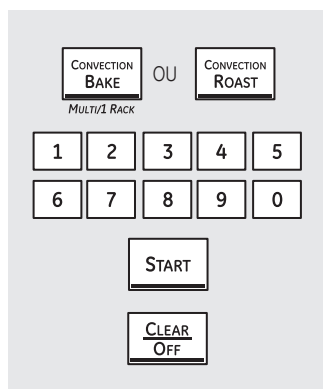 CONVECTION BAKE OU CONVECTION ROAST
MULTI/1 RACK
1 2 3 4 5
6 7 8 9 0
START
CLEAR
OFF